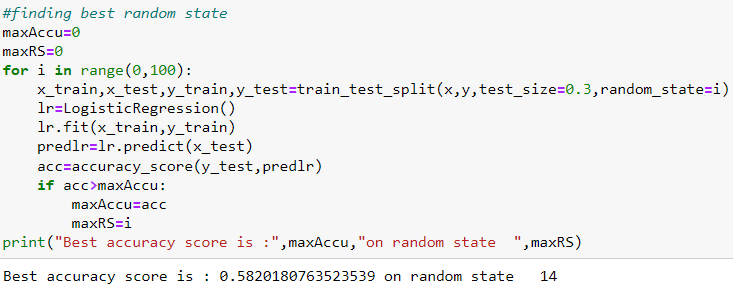 #finding best random state
maxAccu=0
maxRS=0
for i in range(0,100):
    x_train,x_test,y_train,y_test=train_test_split(x,y,test_size=0.3,random_state=i)
    lr=LogisticRegression()
    lr.fit(x_train,y_train)
    predlr=lr.predict(x_test)
    acc=accuracy_score(y_test,predlr)
    if acc>maxAccu:
        maxAccu=acc
        maxRS=i
print("Best accuracy score is :",maxAccu,"on random state  ",maxRS)
Best accuracy score is : 0.5820180763523539 on random state   14